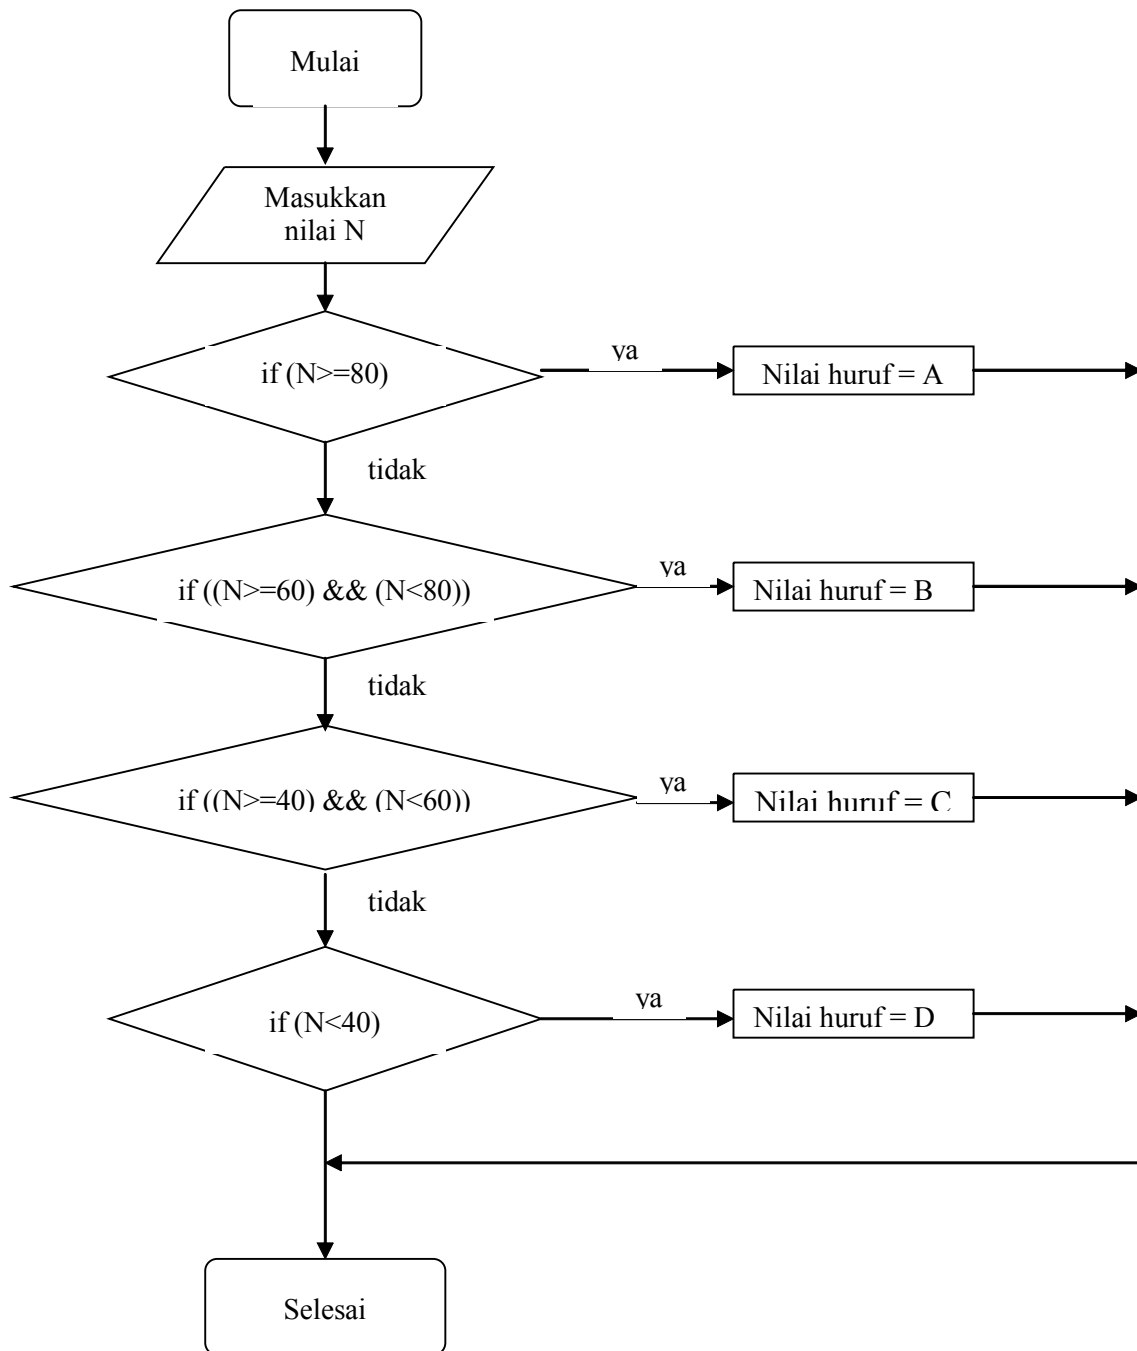 Mulai
Masukkan
nilai N
if (N>=80)
ya
Nilai huruf = A
tidak
if ((N>=60) && (N<80))
ya
Nilai huruf = B
tidak
if ((N>=40) && (N<60))
ya
Nilai huruf = C
tidak
if (N<40)
ya
Nilai huruf = D
Selesai